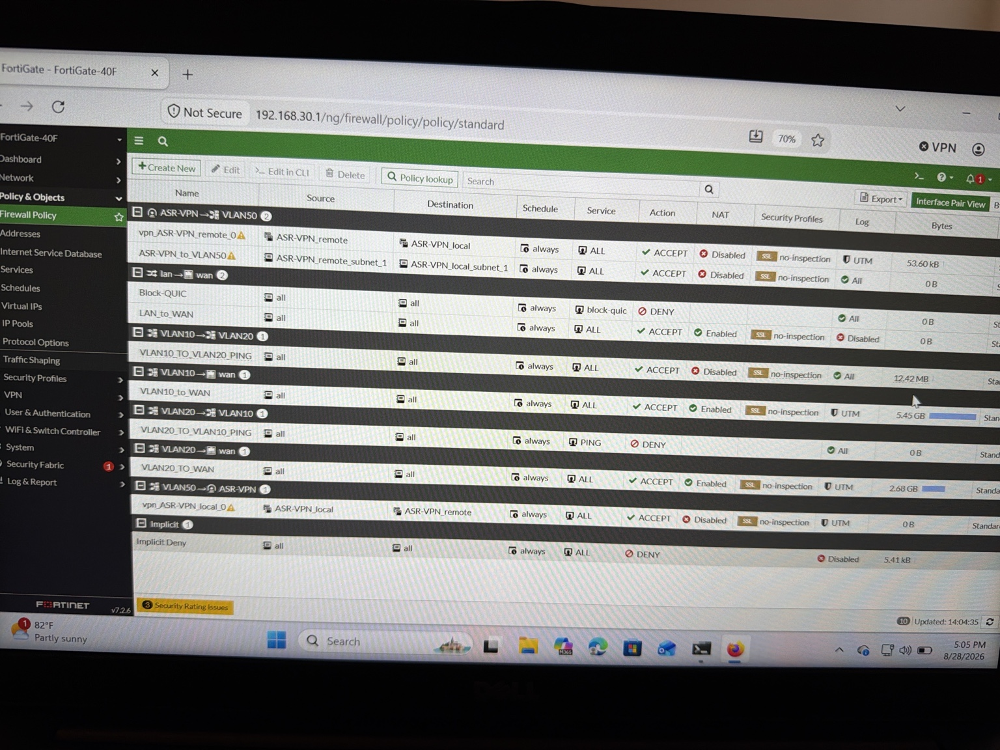 FortiGate - FortiGate-40F
Not Secure 192.168.30.1/ng/firewall/policy/policy/standard
70%
VPN
FortiGate-40F
Dashboard
Network
Policy & Objects
Firewall Policy
Addresses
Internet Service Database
Services
Schedules
Virtual IPs
IP Pools
Protocol Options
Traffic Shaping
Security Profiles
VPN
User & Authentication
WiFi & Switch Controller
System
Security Fabric 1
Log & Report
FORTINET v7.2.6
1
+Create New Edit >_ Edit in CLI Delete Policy lookup Search Export Interface Pair View B
Name Source Destination Schedule Service Action NAT Security Profiles Log Bytes
ASR-VPN→VLAN50 2
vpn_ASR-VPN_remote_0 ASR-VPN_remote ASR-VPN_local always ALL ACCEPT Disabled SSL no-inspection UTM 53.60 kB
ASR-VPN_to_VLAN50 ASR-VPN_remote_subnet_1 ASR-VPN_local_subnet_1 always ALL ACCEPT Disabled SSL no-inspection All 0 B
lan→wan 2
Block-QUIC all all always block-quic DENY All 0 B St
LAN_to_WAN all all always ALL ACCEPT Enabled SSL no-inspection Disabled 0 B Sta
VLAN10→VLAN20 1
VLAN10_TO_VLAN20_PING all all always ALL ACCEPT Disabled SSL no-inspection All 12.42 MB Sta
VLAN10→wan 1
VLAN10_to_WAN all all always ALL ACCEPT Enabled SSL no-inspection UTM 5.45 GB Stan
VLAN20→VLAN10 1
VLAN20_TO_VLAN10_PING all all always PING DENY All 0 B Stand
VLAN20→wan 1
VLAN20_TO_WAN all all always ALL ACCEPT Enabled SSL no-inspection UTM 2.68 GB Standa
VLAN50→ASR-VPN 1
vpn_ASR-VPN_local_0 ASR-VPN_local ASR-VPN_remote always ALL ACCEPT Disabled SSL no-inspection UTM 0 B Standar
Implicit 1
Implicit Deny all all always ALL DENY Disabled 5.41 kB
3 Security Rating Issues
10 Updated: 14:04:35
1
82°F
Partly sunny
Search
M365
5:05 PM
8/28/2026
DELL